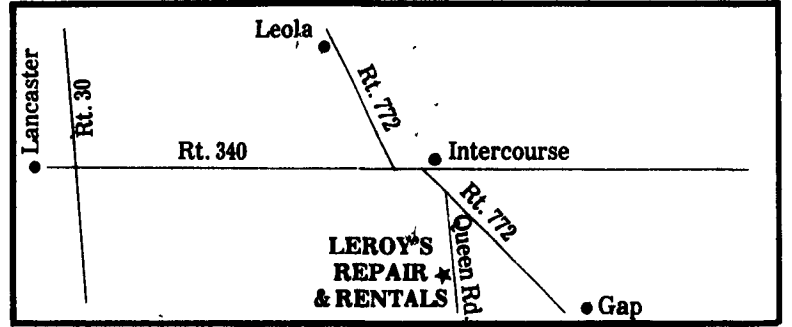 Leola
Lancaster
Rt. 30
Rt. 772
Rt. 340
Intercourse
Rt. 772
Queen Rd.
LEROY'S
REPAIR
& RENTALS
Gap